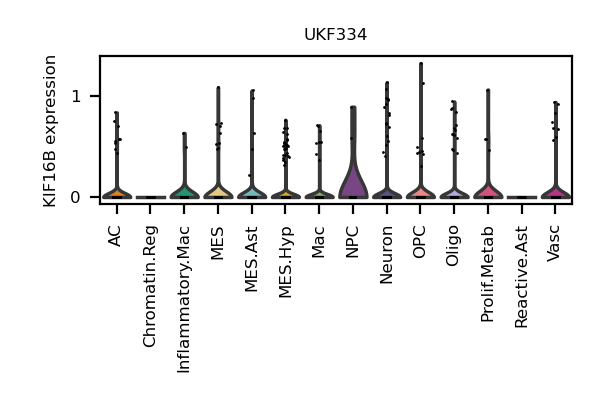 UKF334
KIF16B expression
1
0
AC
Chromatin.Reg
Inflammatory.Mac
MES
MES.Ast
MES.Hyp
Mac
NPC
Neuron
OPC
Oligo
Prolif.Metab
Reactive.Ast
Vasc